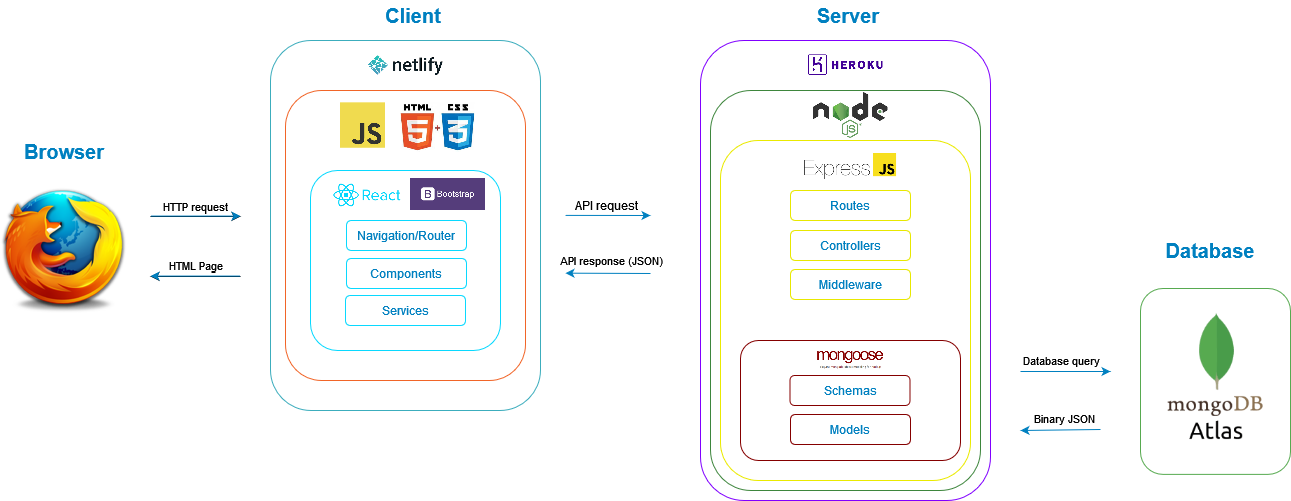 Client
Server
netlify
HEROKU
JS
HTML
CSS
5
+
3
node
JS
Browser
Express
JS
React
B
Bootstrap
HTTP request
API request
Routes
Navigation/Router
Controllers
Database
HTML Page
API response (JSON)
Components
Middleware
Services
mongoose
Database query
Schemas
mongoDB
Atlas
Binary JSON
Models